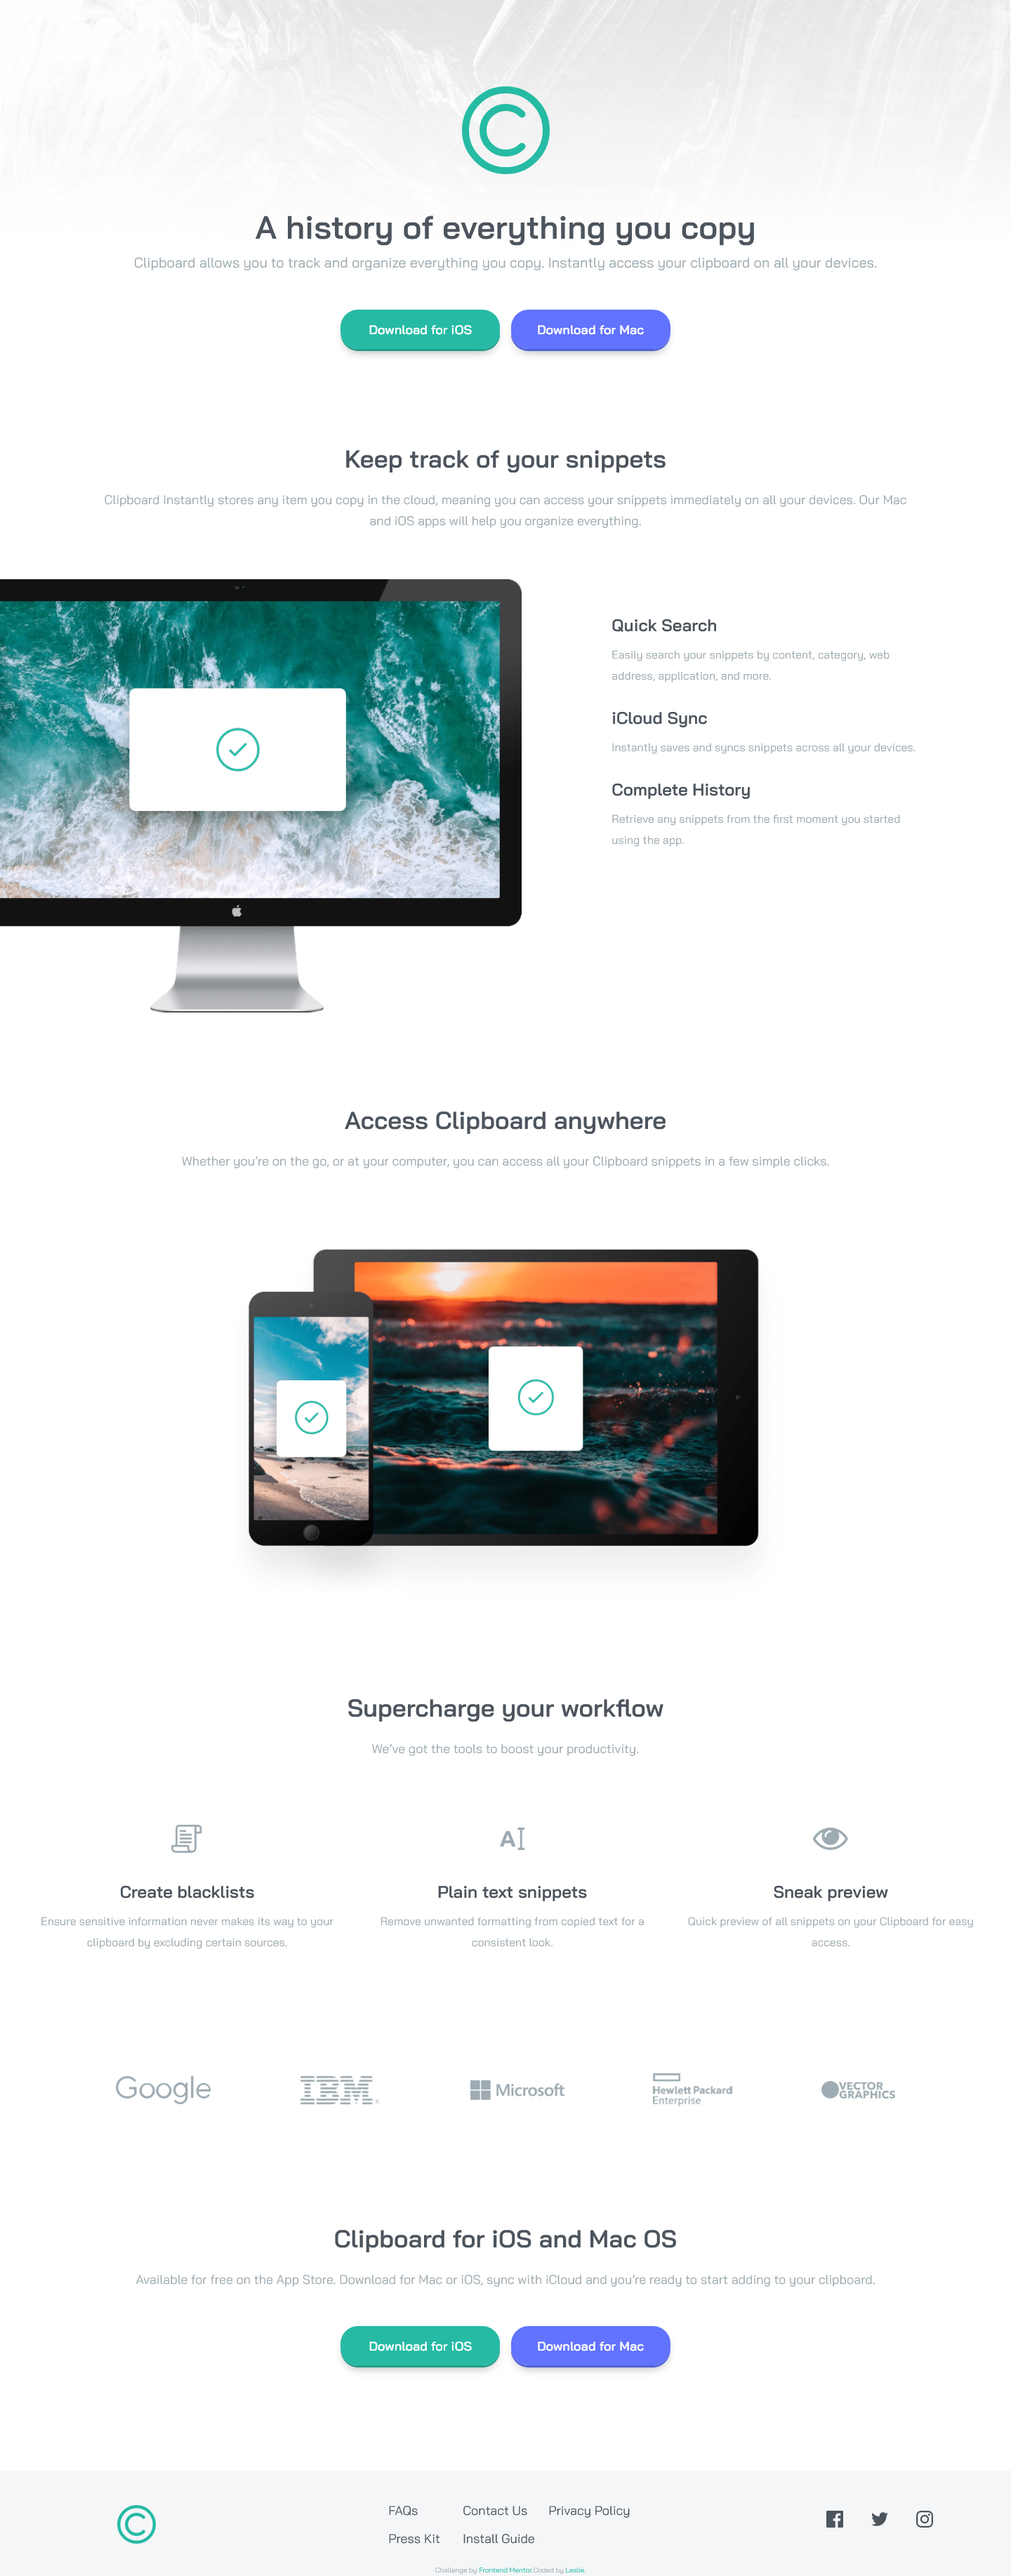 A history of everything you copy
Clipboard allows you to track and organize everything you copy. Instantly access your clipboard on all your devices.
Download for iOS
Download for Mac
Keep track of your snippets
Clipboard instantly stores any item you copy in the cloud, meaning you can access your snippets immediately on all your devices. Our Mac
and iOS apps will help you organize everything.
Quick Search
Easily search your snippets by content, category, web
address, application, and more.
iCloud Sync
Instantly saves and syncs snippets across all your devices.
Complete History
Retrieve any snippets from the first moment you started
using the app.
Access Clipboard anywhere
Whether you’re on the go, or at your computer, you can access all your Clipboard snippets in a few simple clicks.
Supercharge your workflow
We’ve got the tools to boost your productivity.
Create blacklists
Ensure sensitive information never makes its way to your
clipboard by excluding certain sources.
Plain text snippets
Remove unwanted formatting from copied text for a
consistent look.
Sneak preview
Quick preview of all snippets on your Clipboard for easy
access.
Google
IBM®
Microsoft
Hewlett Packard
Enterprise
VECTOR
GRAPHICS
Clipboard for iOS and Mac OS
Available for free on the App Store. Download for Mac or iOS, sync with iCloud and you’re ready to start adding to your clipboard.
Download for iOS
Download for Mac
FAQs
Contact Us
Privacy Policy
Press Kit
Install Guide
Challenge by Frontend Mentor.Coded by Leslie.